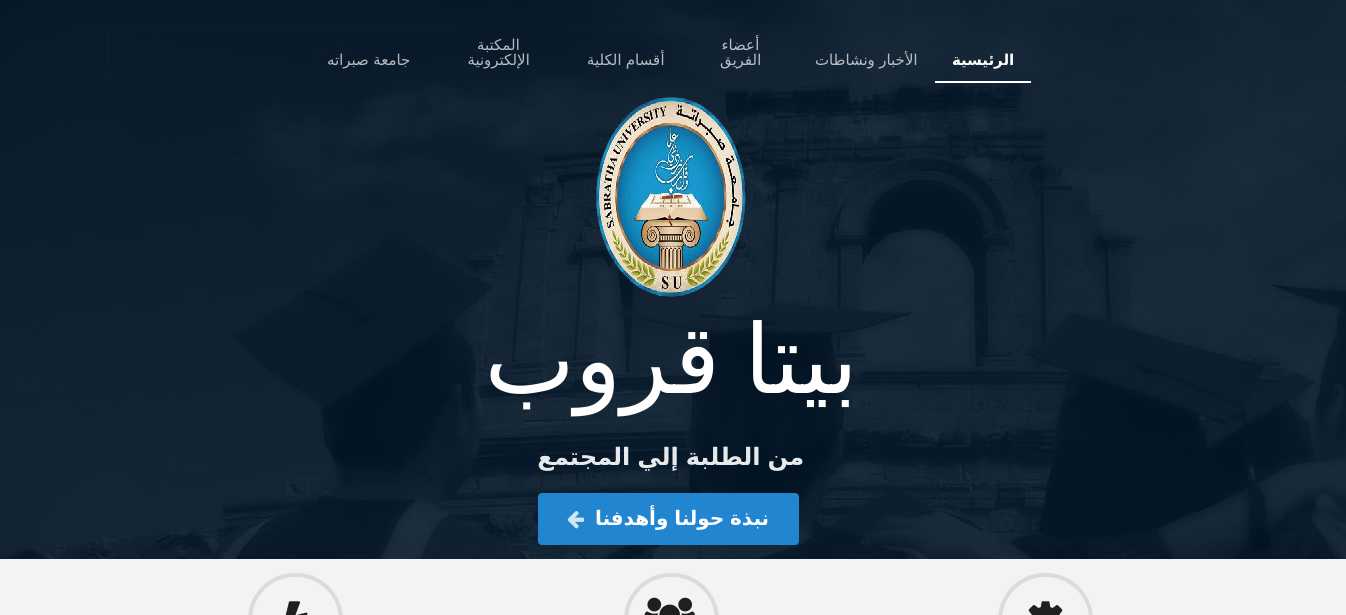 الرئيسية
الأخبار ونشاطات
أعضاء
الفريق
أقسام الكلية
المكتبة
الإلكترونية
جامعة صبراته
SABRATHA UNIVERSITY
جامعة صبراتة
SU
بيتا قروب
من الطلبة إلي المجتمع
نبذة حولنا وأهدفنا